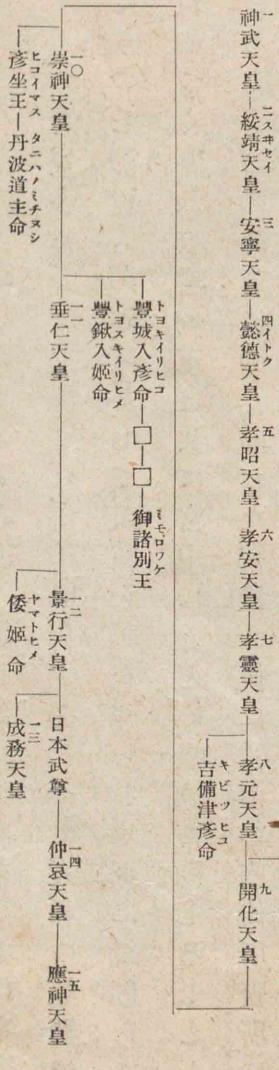 一 神武天皇
二 スヰセイ 綏靖天皇
三 安寧天皇
四 イトク 懿德天皇
五 孝昭天皇
六 孝安天皇
七 孝靈天皇
八 孝元天皇
キビツヒコ 吉備津彥命
九 開化天皇
一〇 崇神天皇
ヒコイマス 彥坐王
タニハノミチヌシ 丹波道主命
トヨキイリヒコ 豐城入彥命
□
□
ミモロワケ 御諸別王
トヨスキイリヒメ 豐鍬入姬命
一一 垂仁天皇
一二 景行天皇
ヤマトヒメ 倭姬命
日本武尊
一三 成務天皇
一四 仲哀天皇
一五 應神天皇